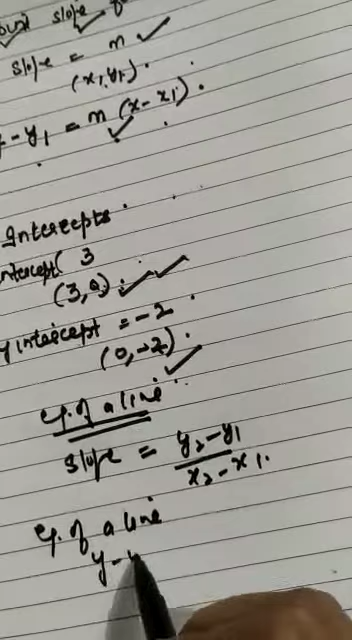 slope
slope = m
(x1, y1).
- y1 = m (x - x1).
Intercepts.
intercept( 3
(3, 0).
y intercept = -2.
(0, -2).
Eq. of a line
slope = y2 - y1 / x2 - x1.
Eq. of a line
y -